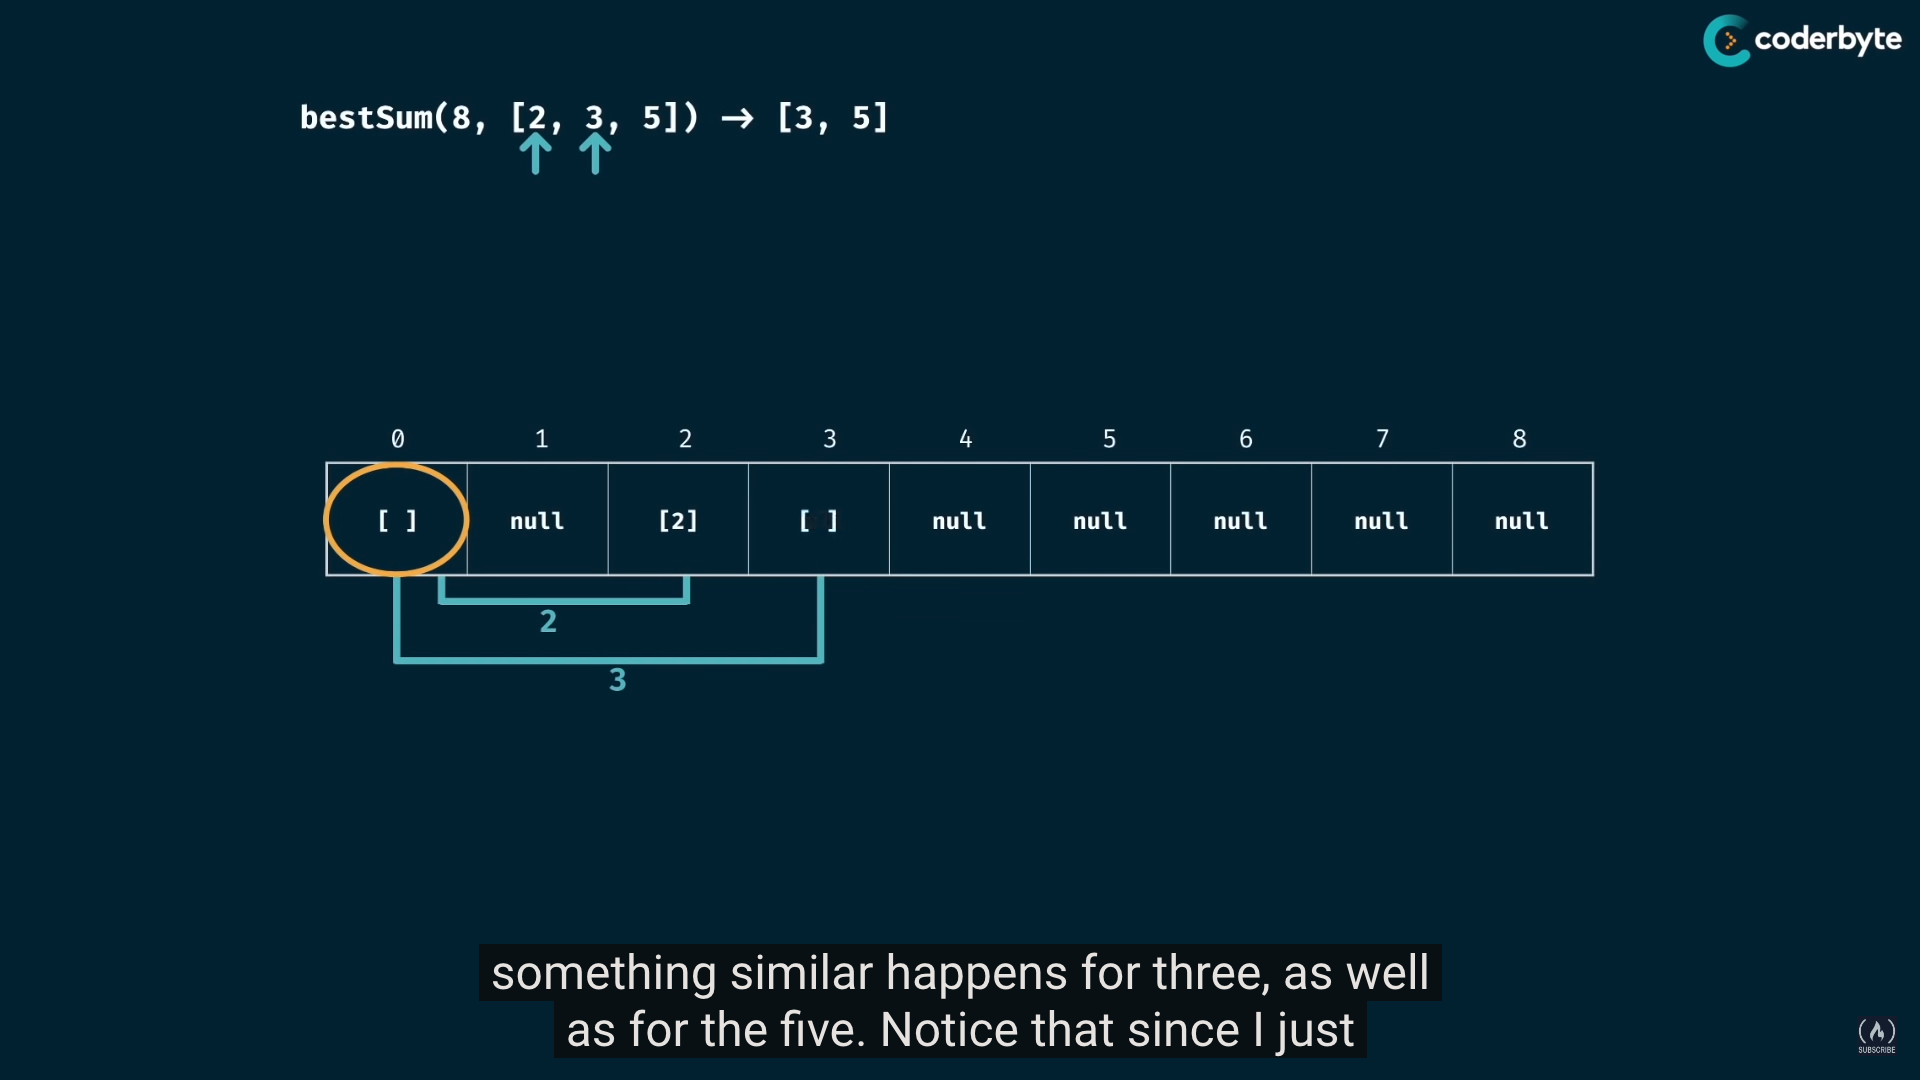 coderbyte
bestSum(8, [2, 3, 5]) → [3, 5]
0 1 2 3 4 5 6 7 8
[ ] null [2] [ ] null null null null null
2
3
something similar happens for three, as well
as for the five. Notice that since I just
SUBSCRIBE